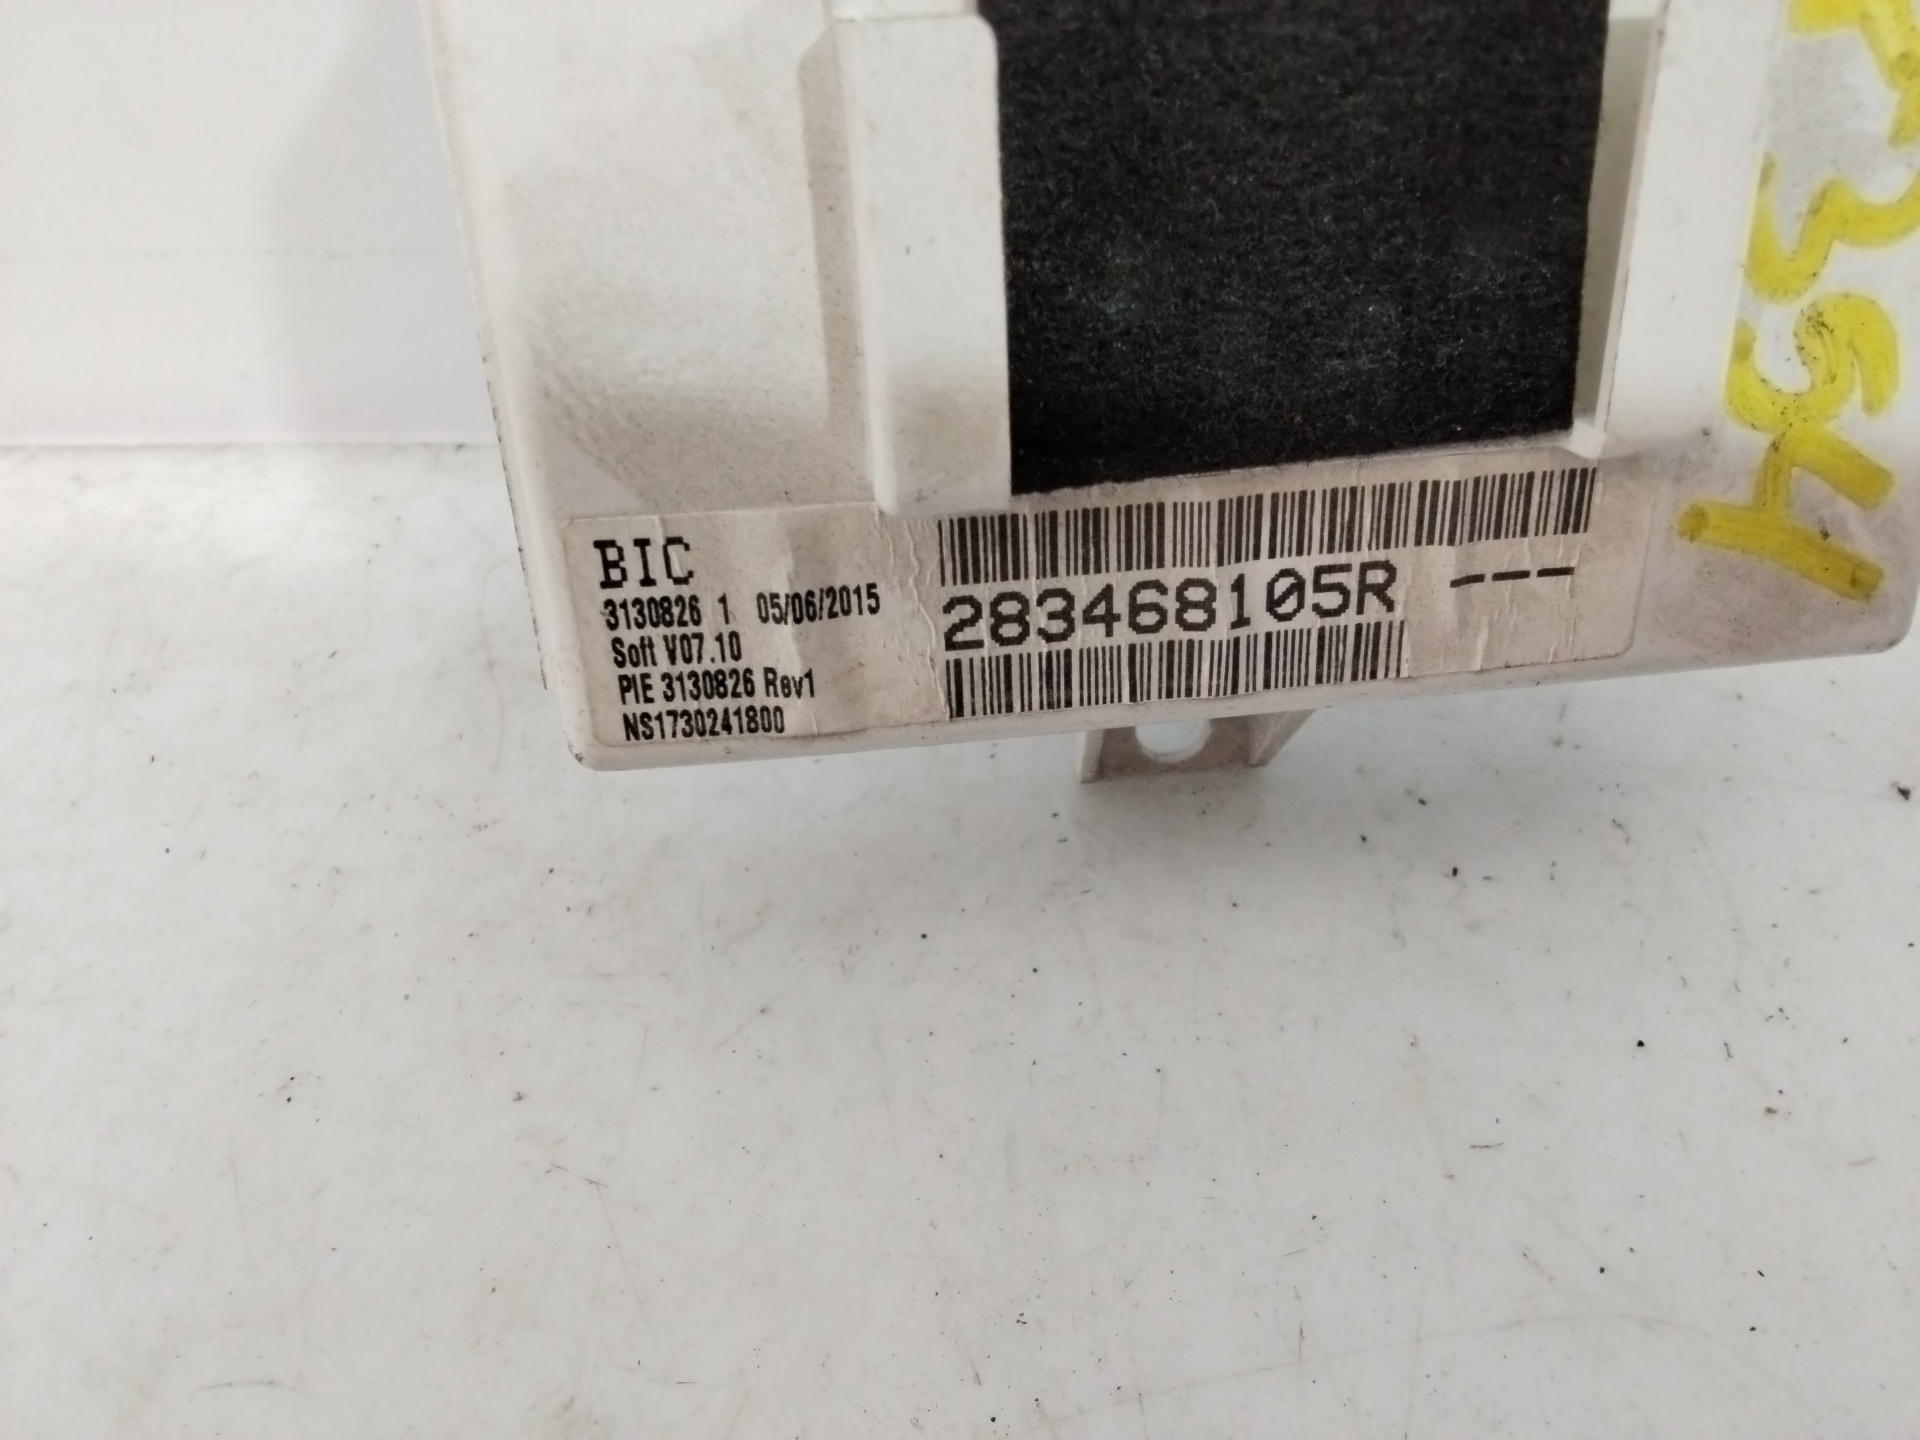 BIC
3130826 1 05/06/2015
Soft V07.10
PIE 3130826 Rev1
NS1730241800
283468105R ---